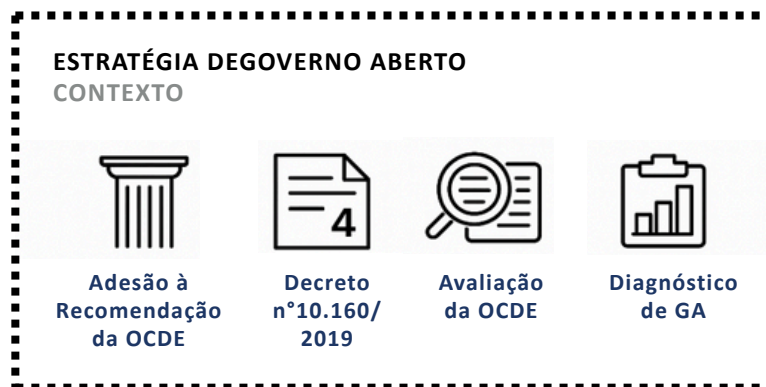 ESTRATÉGIA DEGOVERNO ABERTO
CONTEXTO
4
Adesão à
Recomendação
da OCDE
Decreto
n°10.160/
2019
Avaliação
da OCDE
Diagnóstico
de GA